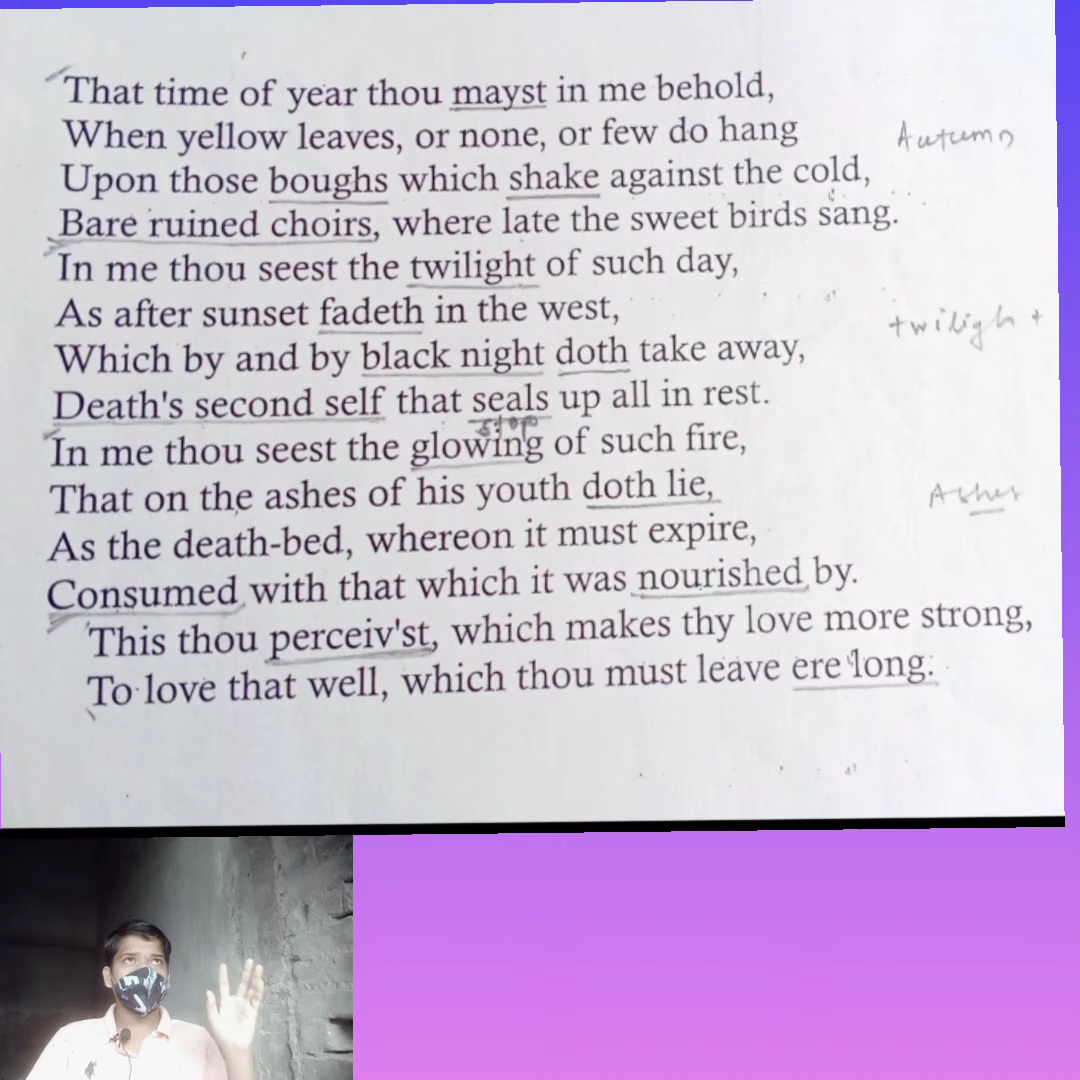 That time of year thou mayst in me behold,
When yellow leaves, or none, or few do hang
Autumn
Upon those boughs which shake against the cold,
Bare ruined choirs, where late the sweet birds sang.
In me thou seest the twilight of such day,
As after sunset fadeth in the west,
twilight
Which by and by black night doth take away,
Death's second self that seals up all in rest.
stop
In me thou seest the glowing of such fire,
That on the ashes of his youth doth lie,
Ashes
As the death-bed, whereon it must expire,
Consumed with that which it was nourished by.
This thou perceiv'st, which makes thy love more strong,
To love that well, which thou must leave ere long.